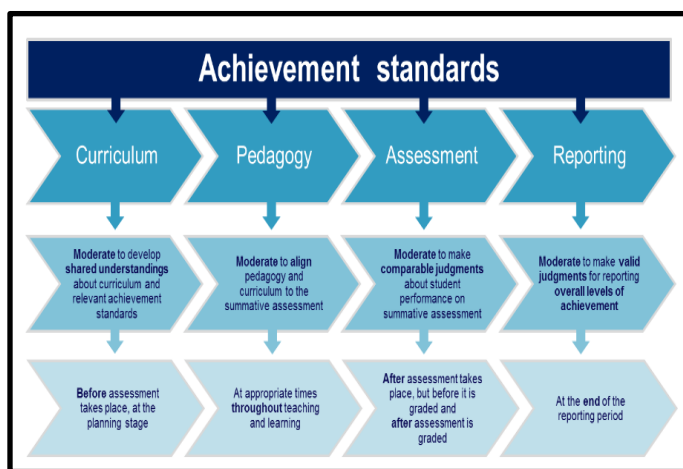 Achievement standards
Curriculum
Pedagogy
Assessment
Reporting
Moderate to develop
shared understandings
about curriculum and
relevant achievement
standards
Moderate to align
pedagogy and
curriculum to the
summative assessment
Moderate to make
comparable judgments
about student
performance on
summative assessment
Moderate to make valid
judgments for reporting
overall levels of
achievement
Before assessment
takes place, at the
planning stage
At appropriate times
throughout teaching
and learning
After assessment takes
place, but before it is
graded and
after assessment is
graded
At the end of the
reporting period